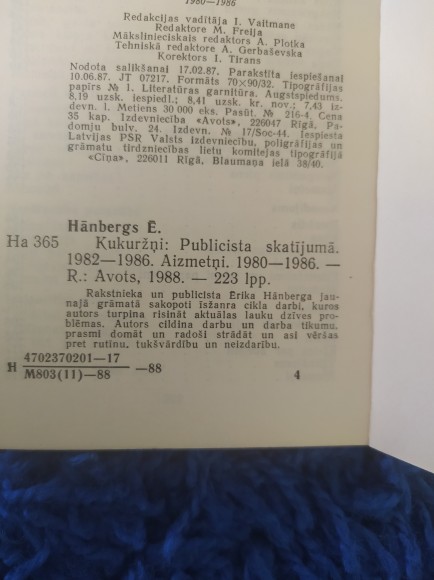 1980—1986
Redakcijas vadītāja I. Vaitmane
Redaktore M. Freija
Mākslinieciskais redaktors A. Plotka
Tehniskā redaktore A. Gerbaševska
Korektors I. Tīrans
Nodota salikšanai 17.02.87. Parakstīta iespiešanai
10.06.87. JT 07217. Formāts 70×90/32. Tipogrāfijas
papīrs № 1. Literatūras garnitūra. Augstspiedums.
8,19 uzsk. iespiedl.; 8,41 uzsk. kr. nov.; 7,43 iz-
devn. l. Metiens 30 000 eks. Pasūt. № 216-4. Cena
35 kap. Izdevniecība «Avots», 226047 Rīgā, Pa-
domju bulv. 24. Izdevn. № 17/Soc-44. Iespiesta
Latvijas PSR Valsts izdevniecību, poligrāfijas un
grāmatu tirdzniecības lietu komitejas tipogrāfijā
«Cīņa», 226011 Rīgā, Blaumaņa ielā 38/40.
Hānbergs Ē.
Ha 365 Kukuržņi: Publicista skatījumā.
1982—1986. Aizmetņi. 1980—1986. —
R.: Avots, 1988. — 223 lpp.
Rakstnieka un publicista Ērika Hānberga jau-
najā grāmatā sakopoti īsžanra cikla darbi, kuros
autors turpina risināt aktuālas lauku dzīves pro-
blēmas. Autors cildina darbu un darba tikumu,
prasmi domāt un radoši strādāt un asi vēršas
pret rutīnu, tukšvārdību un neizdarību.
H 4702370201—17 —88
M803(11)—88
4